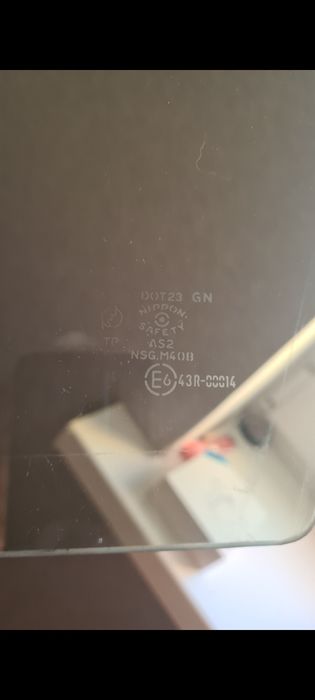 DOT23 GN
NIPPON
SAFETY
TP
AS2
NSG.M40B
E6 43R-00014